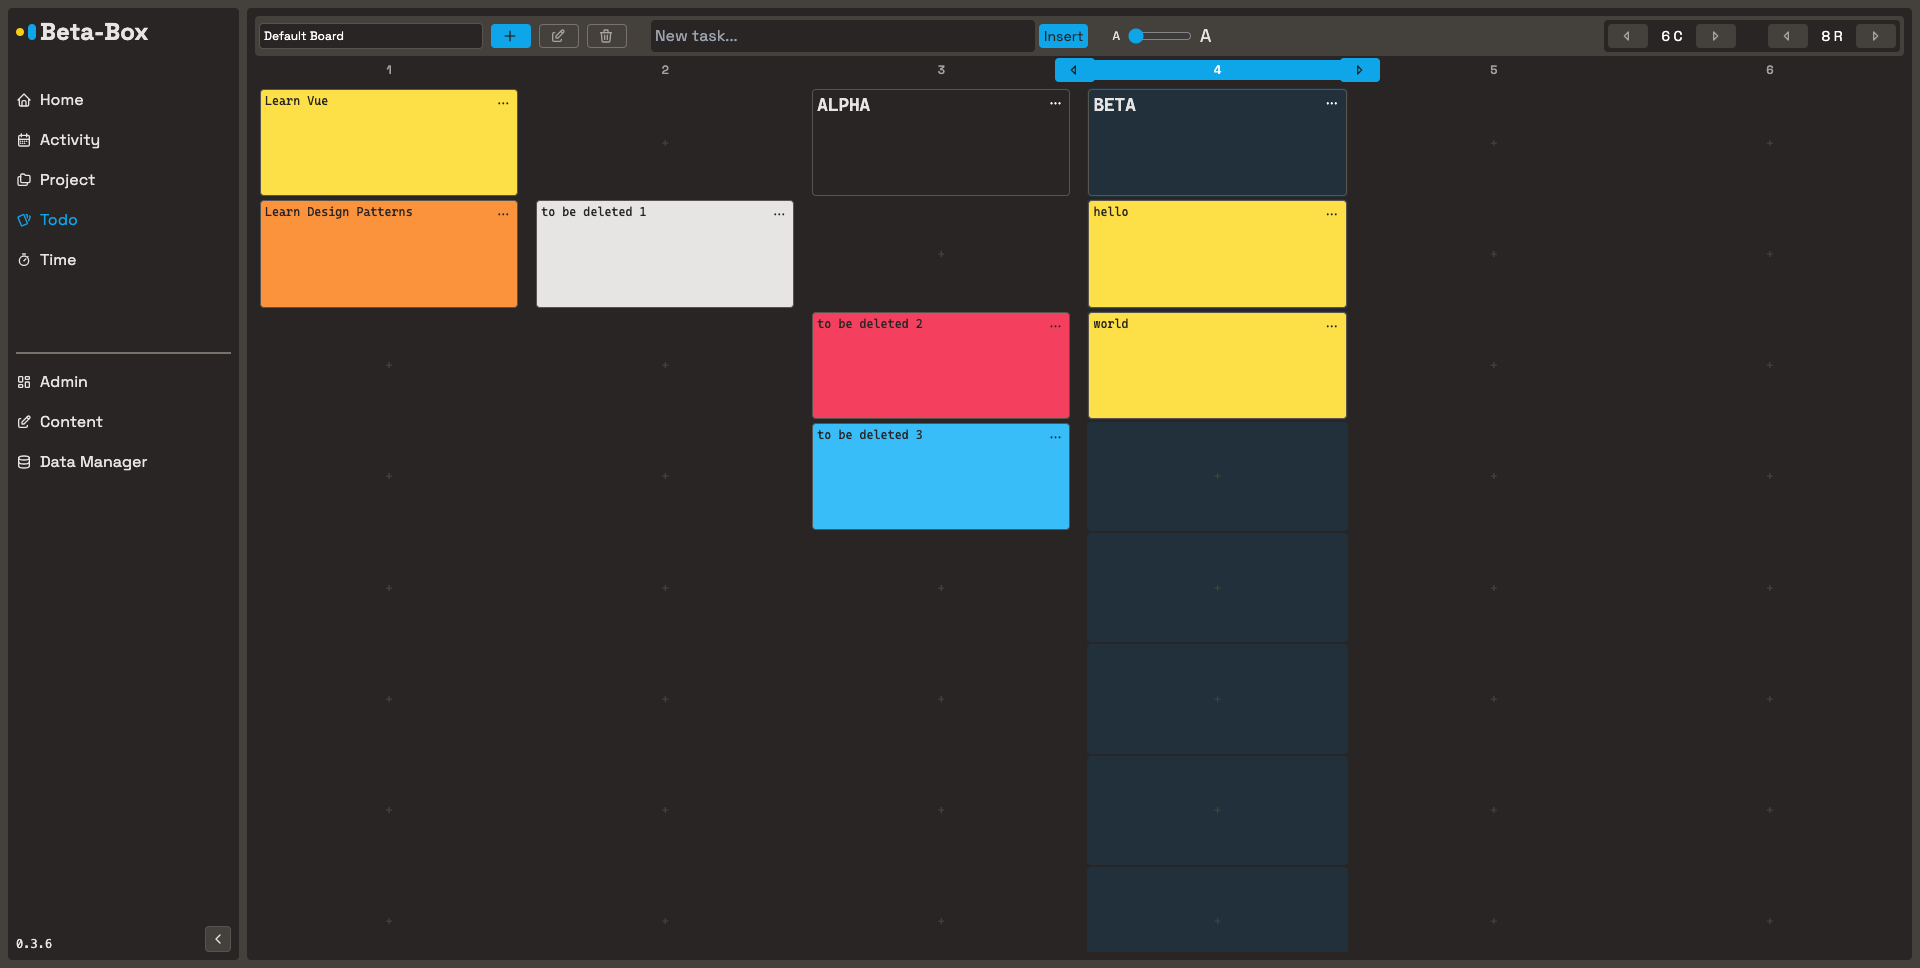 Beta-Box
Home
Activity
Project
Todo
Time
Admin
Content
Data Manager
0.3.6
Default Board
New task...
Insert
A
A
6 C
8 R
1
2
3
4
5
6
Learn Vue
ALPHA
BETA
Learn Design Patterns
to be deleted 1
hello
to be deleted 2
world
to be deleted 3